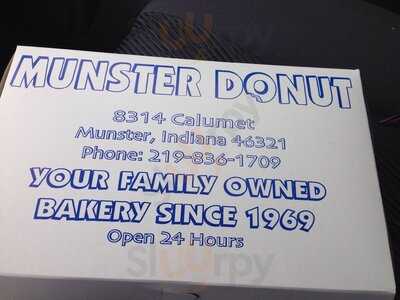 MUNSTER DONUT
8314 Calumet
Munster, Indiana 46321
Phone: 219-836-1709
YOUR FAMILY OWNED
BAKERY SINCE 1969
Open 24 Hours
Slurpy